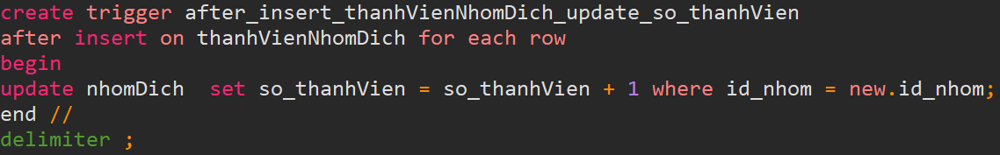 create trigger after_insert_thanhVienNhomDich_update_so_thanhVien
after insert on thanhVienNhomDich for each row
begin
update nhomDich  set so_thanhVien = so_thanhVien + 1 where id_nhom = new.id_nhom;
end //
delimiter ;